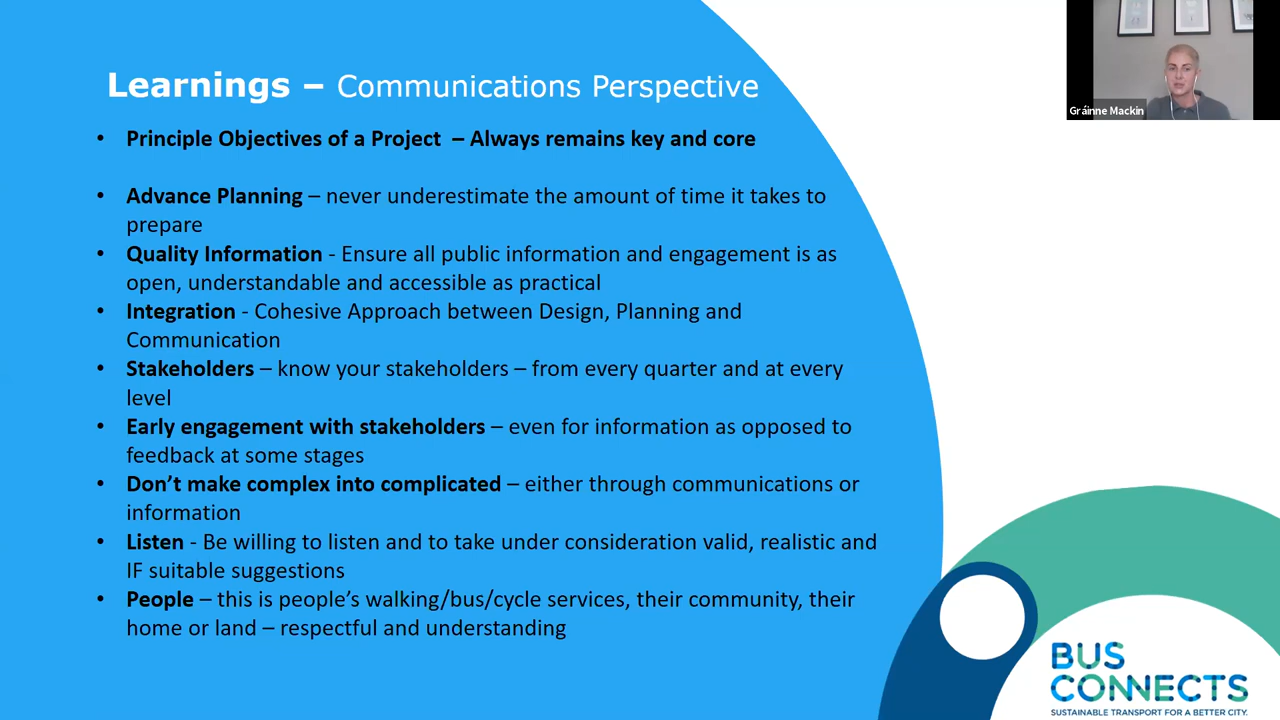 Learnings – Communications Perspective
Gráinne Mackin
• Principle Objectives of a Project – Always remains key and core
• Advance Planning – never underestimate the amount of time it takes to
prepare
• Quality Information - Ensure all public information and engagement is as
open, understandable and accessible as practical
• Integration - Cohesive Approach between Design, Planning and
Communication
• Stakeholders – know your stakeholders – from every quarter and at every
level
• Early engagement with stakeholders – even for information as opposed to
feedback at some stages
• Don’t make complex into complicated – either through communications or
information
• Listen - Be willing to listen and to take under consideration valid, realistic and
IF suitable suggestions
• People – this is people’s walking/bus/cycle services, their community, their
home or land – respectful and understanding
BUS
CONNECTS
SUSTAINABLE TRANSPORT FOR A BETTER CITY.